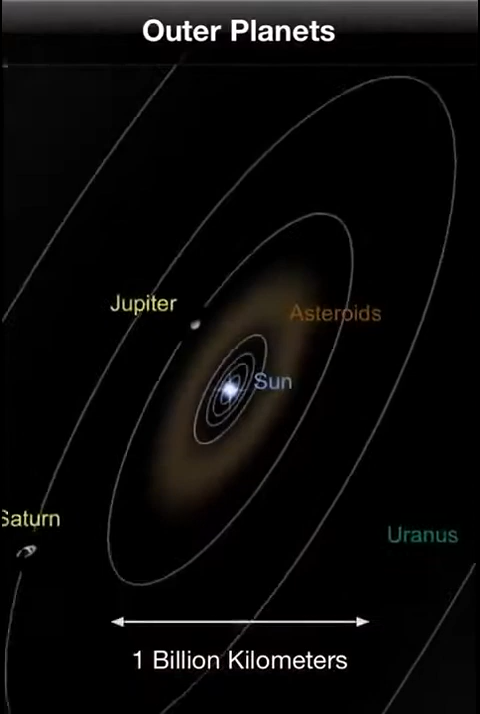 Outer Planets
Jupiter
Asteroids
Sun
Saturn
Uranus
1 Billion Kilometers